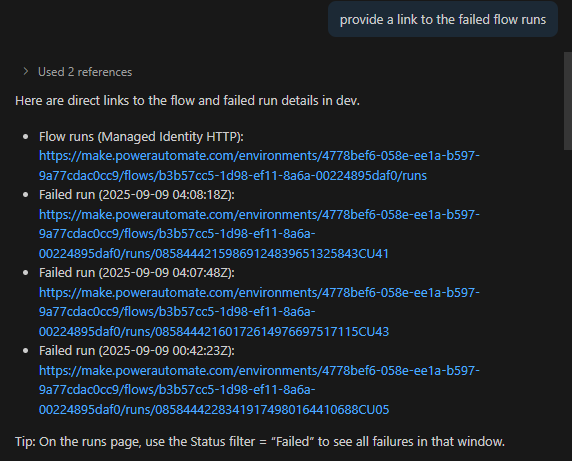 provide a link to the failed flow runs
Used 2 references
Here are direct links to the flow and failed run details in dev.
Flow runs (Managed Identity HTTP):
https://make.powerautomate.com/environments/4778bef6-058e-ee1a-b597-
9a77cdac0cc9/flows/b3b57cc5-1d98-ef11-8a6a-00224895daf0/runs
Failed run (2025-09-09 04:08:18Z):
https://make.powerautomate.com/environments/4778bef6-058e-ee1a-b597-
9a77cdac0cc9/flows/b3b57cc5-1d98-ef11-8a6a-
00224895daf0/runs/08584442159869124839651325843CU41
Failed run (2025-09-09 04:07:48Z):
https://make.powerautomate.com/environments/4778bef6-058e-ee1a-b597-
9a77cdac0cc9/flows/b3b57cc5-1d98-ef11-8a6a-
00224895daf0/runs/08584442160172614976697517115CU43
Failed run (2025-09-09 00:42:23Z):
https://make.powerautomate.com/environments/4778bef6-058e-ee1a-b597-
9a77cdac0cc9/flows/b3b57cc5-1d98-ef11-8a6a-
00224895daf0/runs/08584442283419174980164410688CU05
Tip: On the runs page, use the Status filter = “Failed” to see all failures in that window.